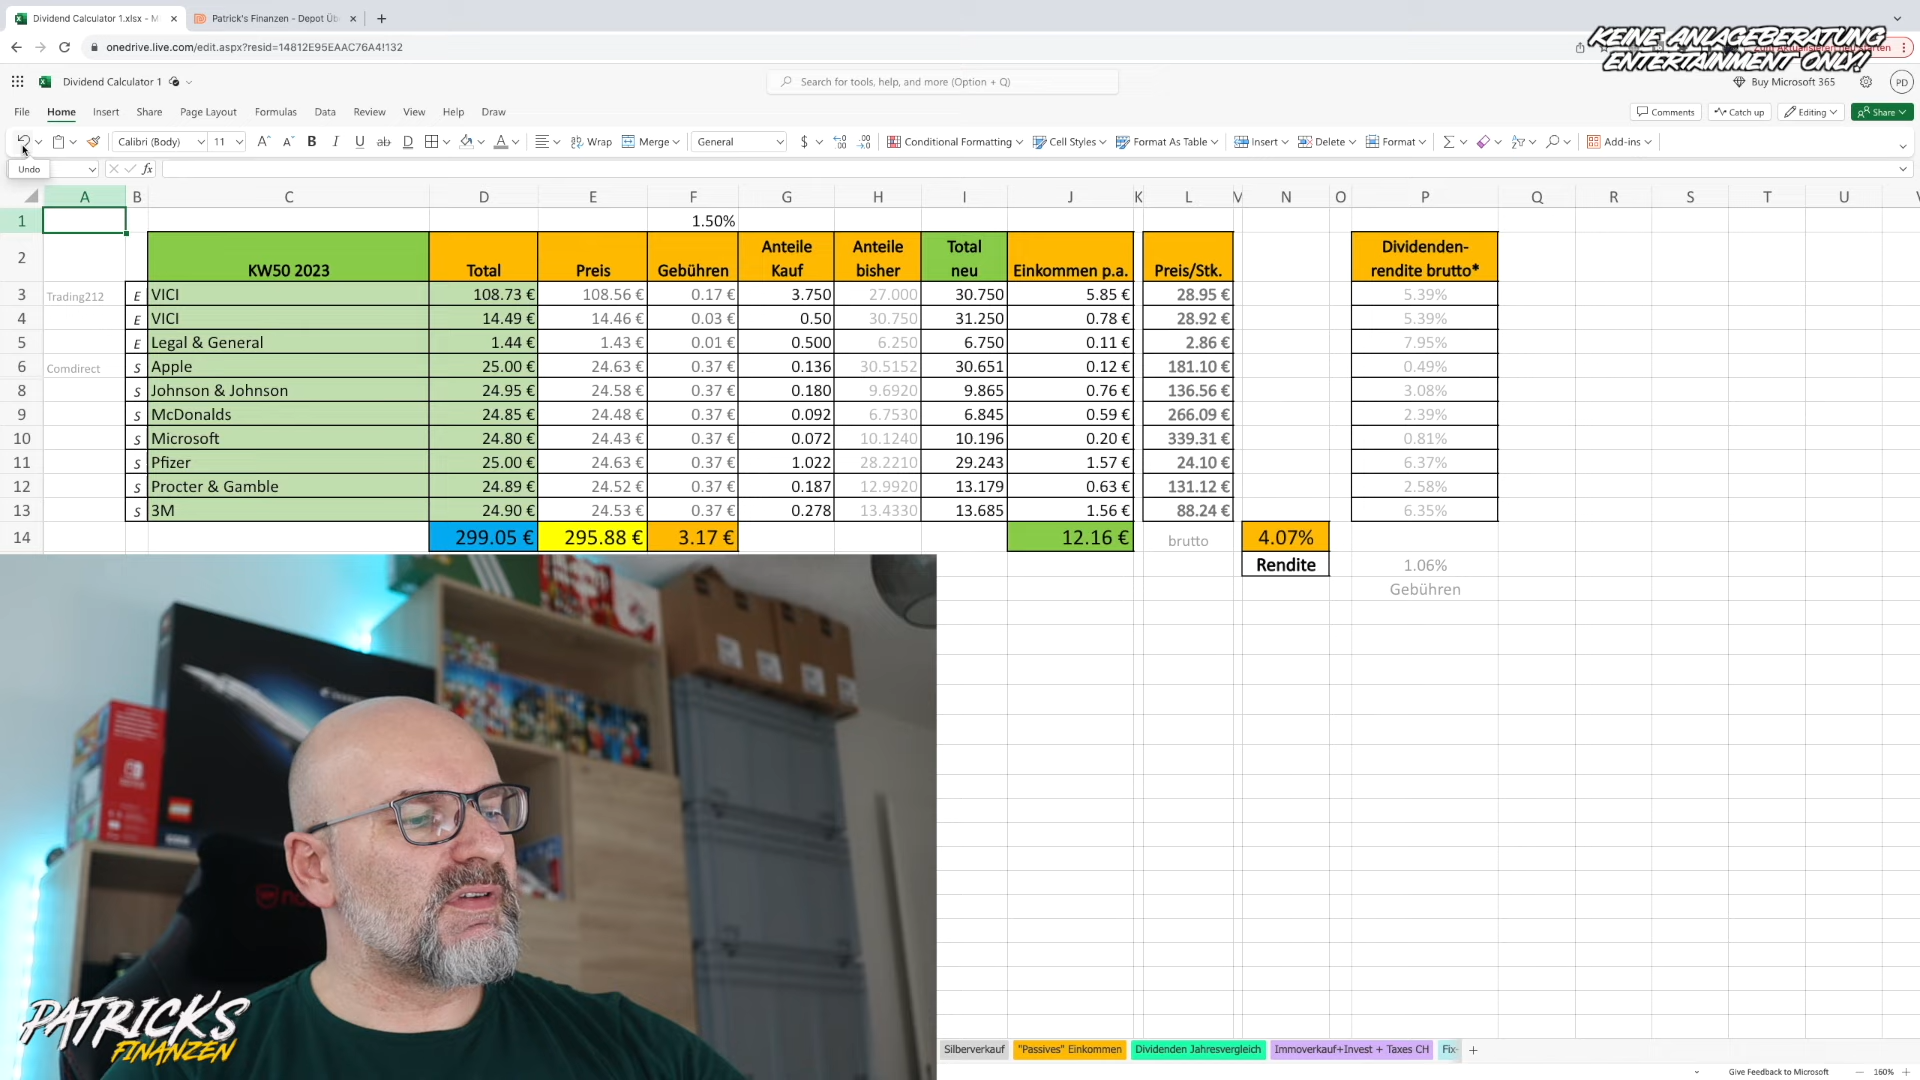 Dividend Calculator 1.xlsx - M
Patrick's Finanzen - Depot Üb
onedrive.live.com/edit.aspx?resid=14812E95EAAC76A4!132
KEINE ANLAGEBERATUNG
ENTERTAINMENT ONLY!
Dividend Calculator 1
Search for tools, help, and more (Option + Q)
Buy Microsoft 365
PD
File Home Insert Share Page Layout Formulas Data Review View Help Draw
Comments Catch up Editing Share
Calibri (Body) 11 A A B I U ab D A Wrap Merge General $ Conditional Formatting Cell Styles Format As Table Insert Delete Format Σ Add-ins
Undo fx
A B C D E F G H I J K L M N O P Q R S T U
1 1.50%
2 KW50 2023 Total Preis Gebühren Anteile Kauf Anteile bisher Total neu Einkommen p.a. Preis/Stk. Dividenden-rendite brutto*
3 Trading212 E VICI 108.73 € 108.56 € 0.17 € 3.750 27.000 30.750 5.85 € 28.95 € 5.39%
4 E VICI 14.49 € 14.46 € 0.03 € 0.50 30.750 31.250 0.78 € 28.92 € 5.39%
5 E Legal & General 1.44 € 1.43 € 0.01 € 0.500 6.250 6.750 0.11 € 2.86 € 7.95%
6 Comdirect S Apple 25.00 € 24.63 € 0.37 € 0.136 30.5152 30.651 0.12 € 181.10 € 0.49%
8 S Johnson & Johnson 24.95 € 24.58 € 0.37 € 0.180 9.6920 9.865 0.76 € 136.56 € 3.08%
9 S McDonalds 24.85 € 24.48 € 0.37 € 0.092 6.7530 6.845 0.59 € 266.09 € 2.39%
10 S Microsoft 24.80 € 24.43 € 0.37 € 0.072 10.1240 10.196 0.20 € 339.31 € 0.81%
11 S Pfizer 25.00 € 24.63 € 0.37 € 1.022 28.2210 29.243 1.57 € 24.10 € 6.37%
12 S Procter & Gamble 24.89 € 24.52 € 0.37 € 0.187 12.9920 13.179 0.63 € 131.12 € 2.58%
13 S 3M 24.90 € 24.53 € 0.37 € 0.278 13.4330 13.685 1.56 € 88.24 € 6.35%
14 299.05 € 295.88 € 3.17 € 12.16 € brutto 4.07%
Rendite 1.06%
Gebühren
PATRICKS
FINANZEN
Silberverkauf "Passives" Einkommen Dividenden Jahresvergleich Immoverkauf+Invest + Taxes CH Fix-
Give Feedback to Microsoft 160%